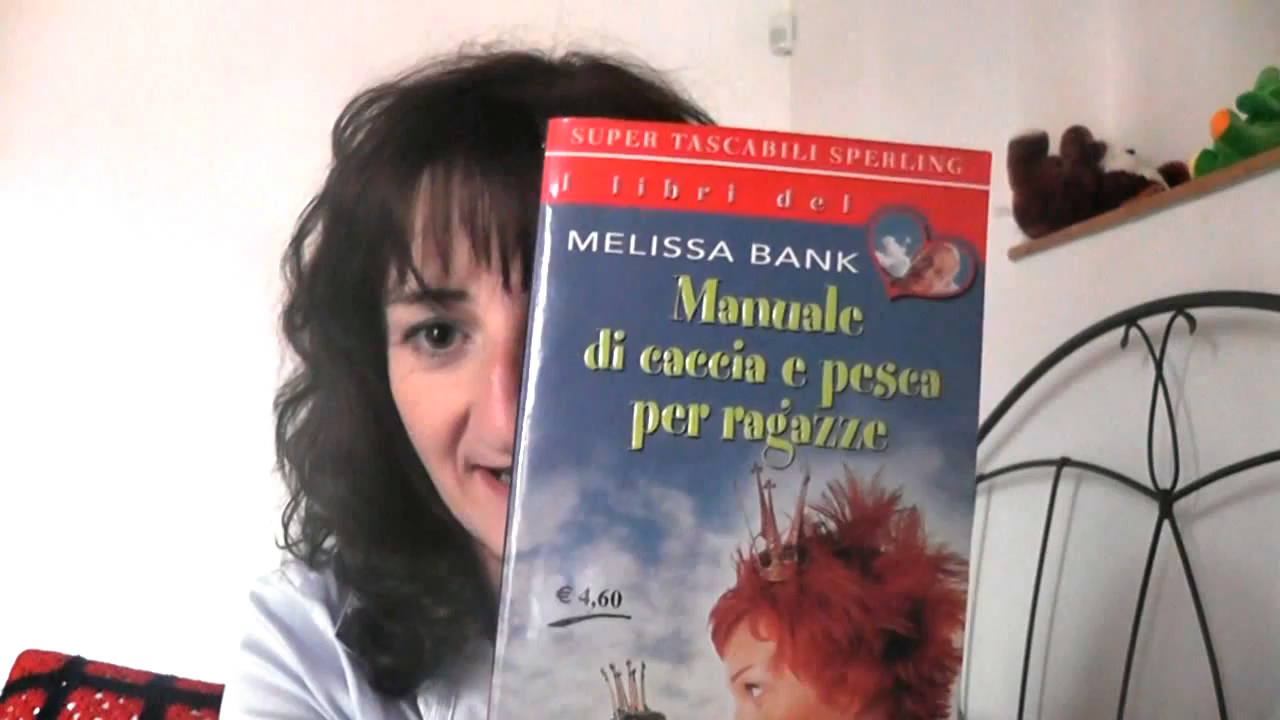 SUPER TASCABILI SPERLING
I libri del
MELISSA BANK
Manuale
di caccia e pesca
per ragazze
€ 4,60